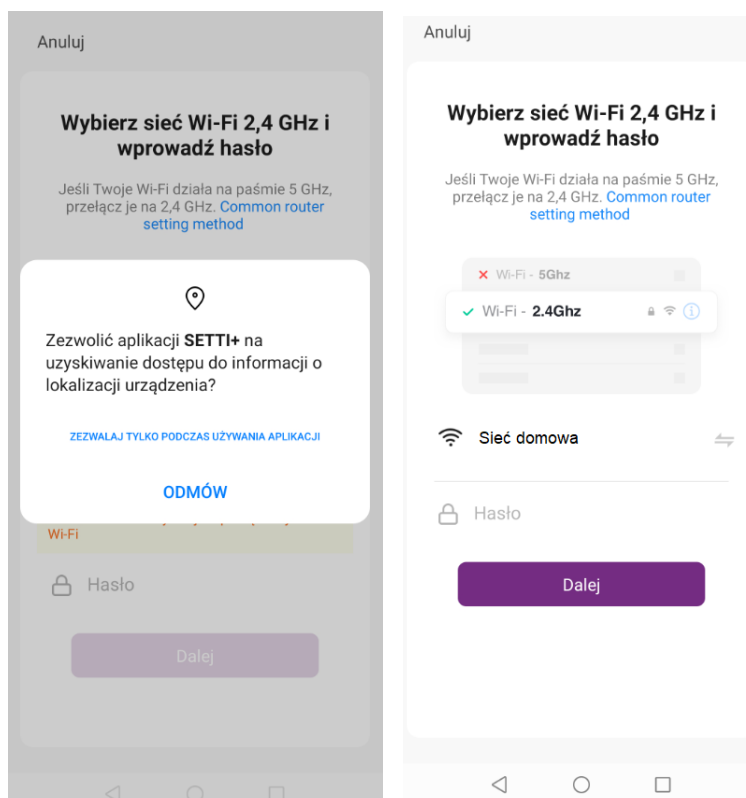 Anuluj
Wybierz sieć Wi-Fi 2,4 GHz i
wprowadź hasło
Jeśli Twoje Wi-Fi działa na paśmie 5 GHz,
przełącz je na 2,4 GHz. Common router
setting method
Zezwolić aplikacji SETTI+ na
uzyskiwanie dostępu do informacji o
lokalizacji urządzenia?
ZEZWALAJ TYLKO PODCZAS UŻYWANIA APLIKACJI
ODMÓW
Wi-Fi
Hasło
Dalej
Anuluj
Wybierz sieć Wi-Fi 2,4 GHz i
wprowadź hasło
Jeśli Twoje Wi-Fi działa na paśmie 5 GHz,
przełącz je na 2,4 GHz. Common router
setting method
Wi-Fi - 5Ghz
Wi-Fi - 2.4Ghz
Sieć domowa
Hasło
Dalej